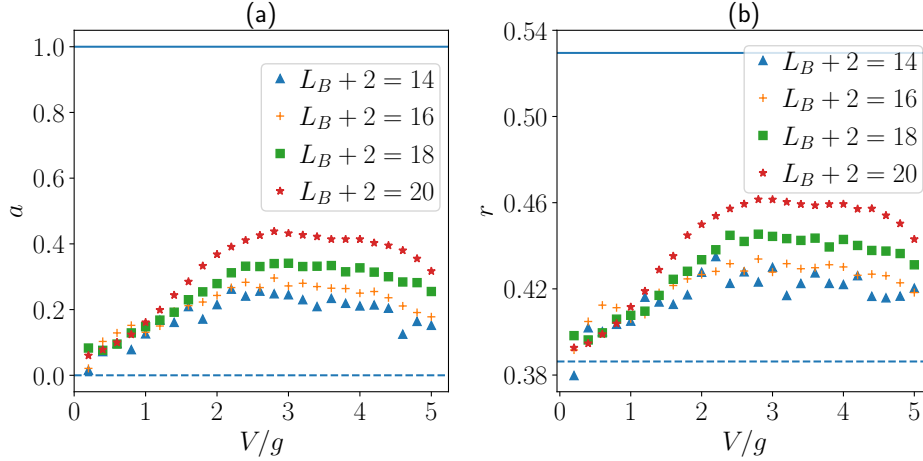 (a)
1.0
0.8
0.6
0.4
0.2
0.0
a
L_B + 2 = 14
L_B + 2 = 16
L_B + 2 = 18
L_B + 2 = 20
0 1 2 3 4 5
V/g
(b)
0.54
0.50
0.46
0.42
0.38
r
L_B + 2 = 14
L_B + 2 = 16
L_B + 2 = 18
L_B + 2 = 20
0 1 2 3 4 5
V/g